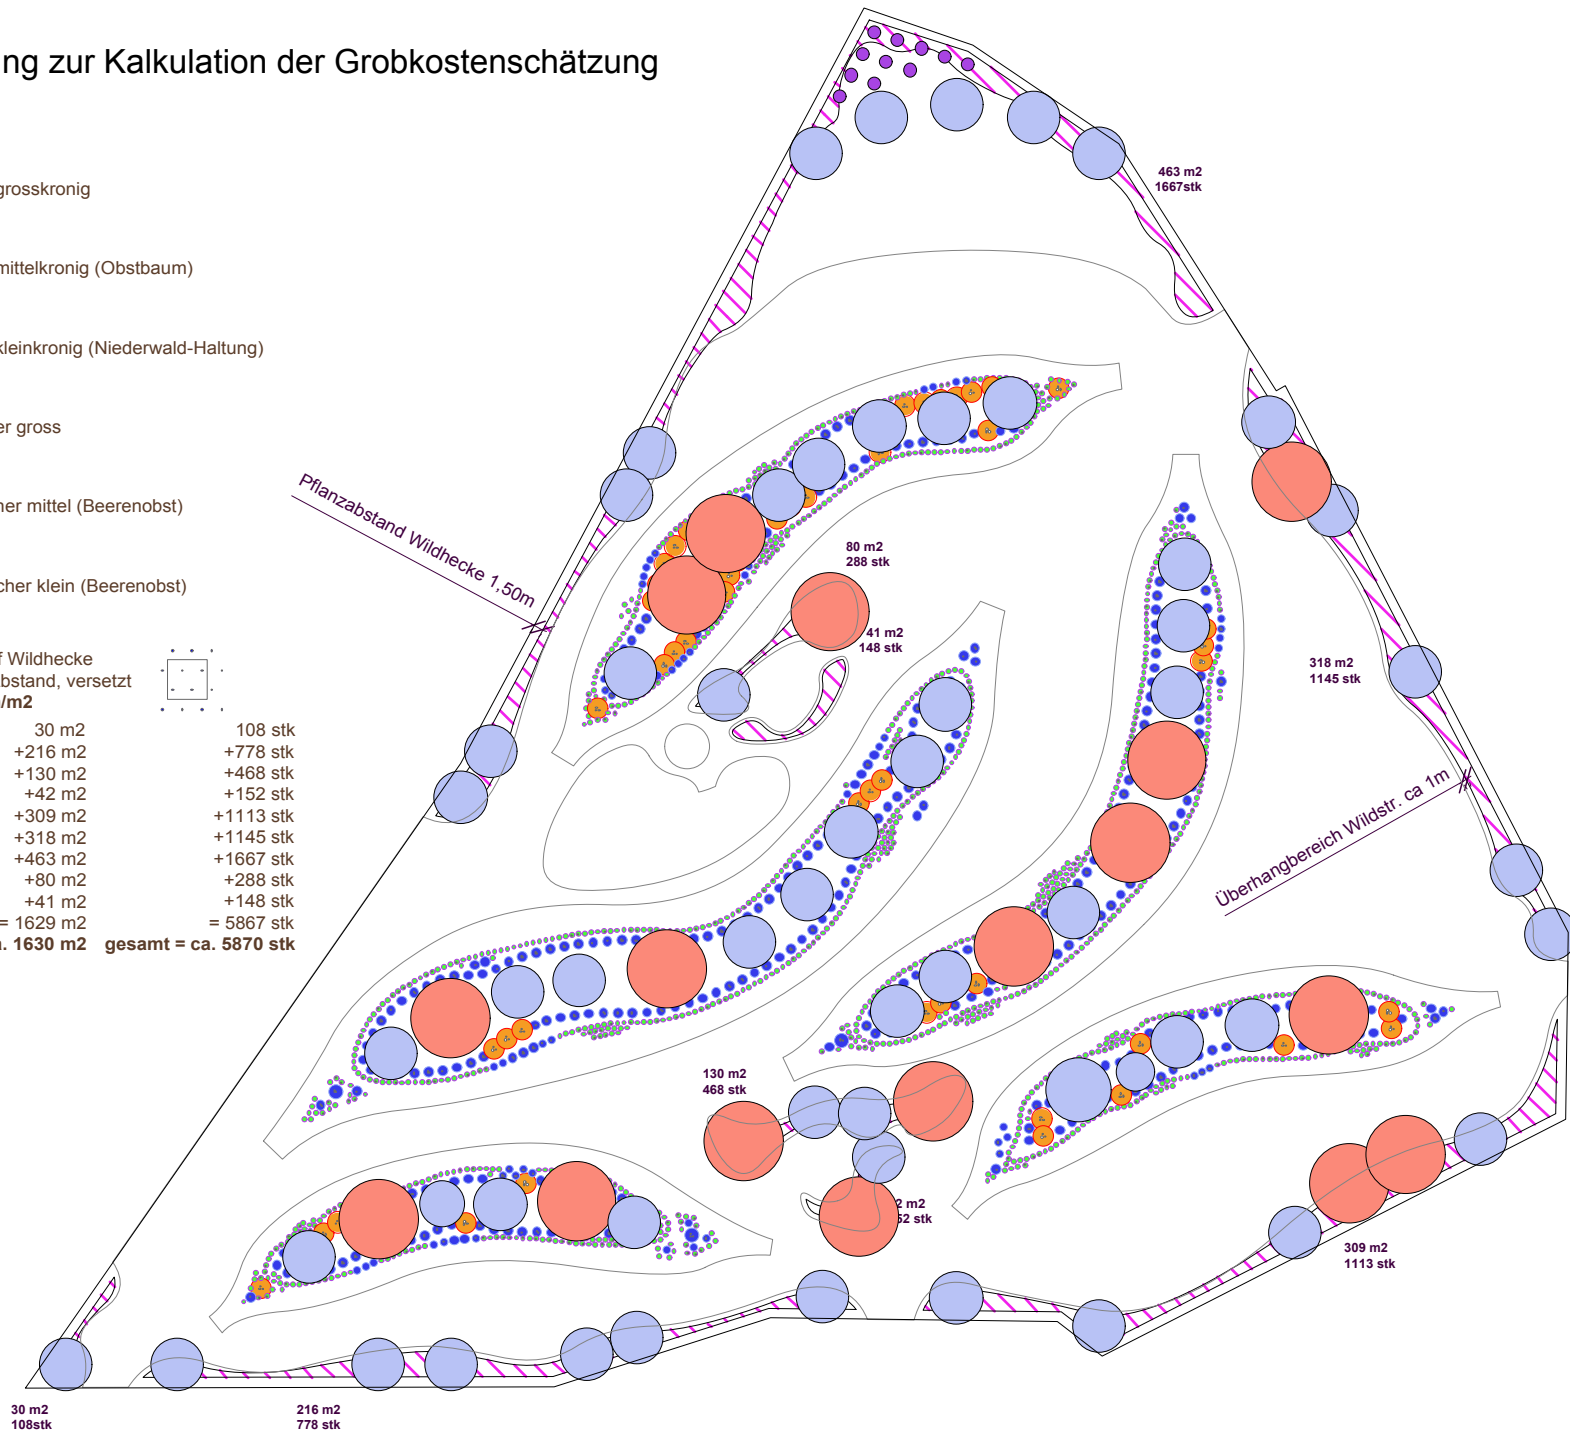 ng zur Kalkulation der Grobkostenschätzung
grosskronig
mittelkronig (Obstbaum)
kleinkronig (Niederwald-Haltung)
er gross
her mittel (Beerenobst)
cher klein (Beerenobst)
f Wildhecke
bstand, versetzt
/m2
30 m2 108 stk
+216 m2 +778 stk
+130 m2 +468 stk
+42 m2 +152 stk
+309 m2 +1113 stk
+318 m2 +1145 stk
+463 m2 +1667 stk
+80 m2 +288 stk
+41 m2 +148 stk
= 1629 m2 = 5867 stk
a. 1630 m2 gesamt = ca. 5870 stk
Pflanzabstand Wildhecke 1,50m
463 m2
1667stk
80 m2
288 stk
41 m2
148 stk
318 m2
1145 stk
Überhangbereich Wildstr. ca 1m
130 m2
468 stk
2 m2
52 stk
309 m2
1113 stk
30 m2
108stk
216 m2
778 stk